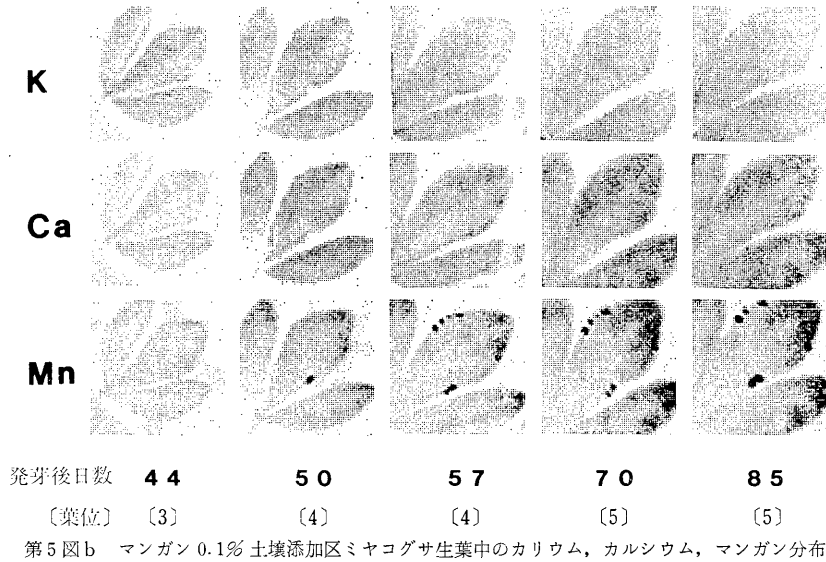 K
Ca
Mn
発芽後日数 44 50 57 70 85
〔葉位〕 〔3〕 〔4〕 〔4〕 〔5〕 〔5〕
第5図b マンガン0.1%土壌添加区ミヤコグサ生葉中のカリウム，カルシウム，マンガン分布